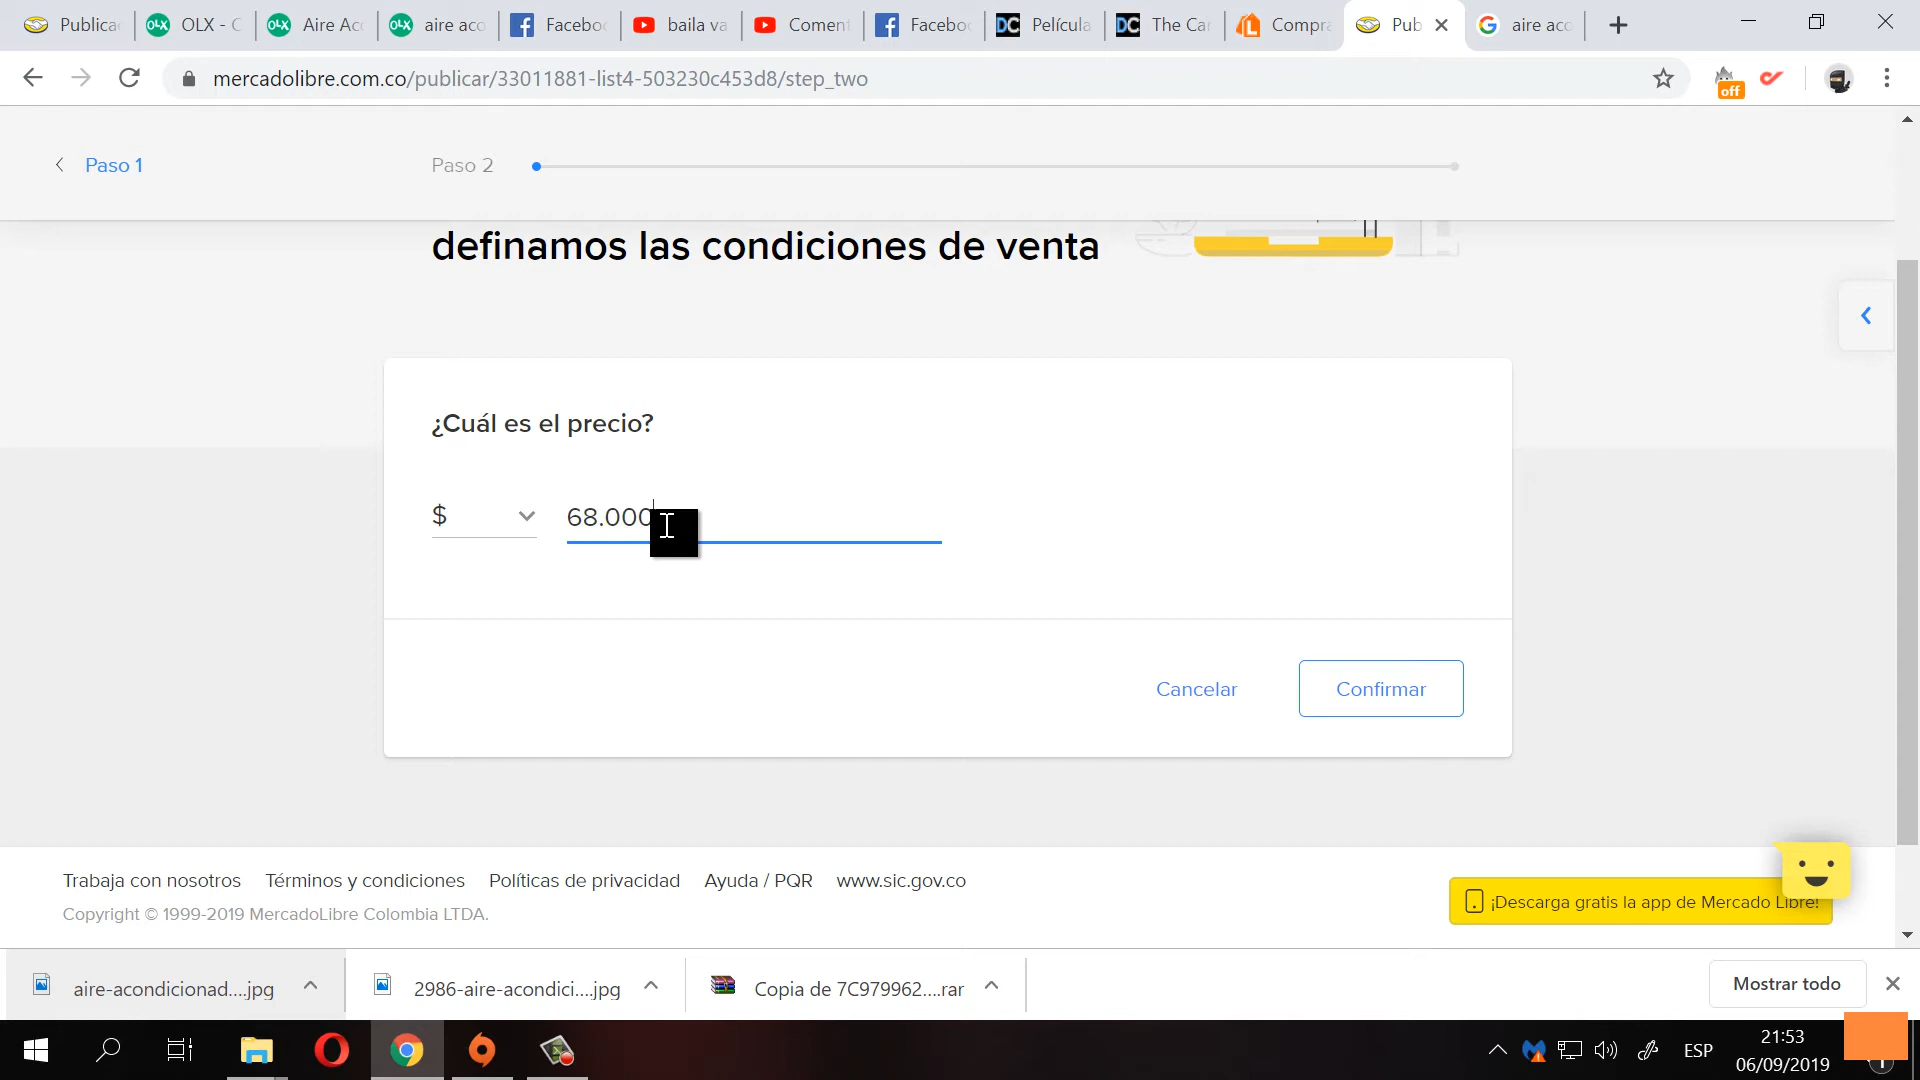 Publica
OLX - C
Aire Acc
aire aco
Faceboo
baila va
Coment
Faceboo
Película
The Car
Compra
Pub
aire aco
mercadolibre.com.co/publicar/33011881-list4-503230c453d8/step_two
off
Paso 1
Paso 2
definamos las condiciones de venta
¿Cuál es el precio?
$
68.000
Cancelar
Confirmar
Trabaja con nosotros
Términos y condiciones
Políticas de privacidad
Ayuda / PQR
www.sic.gov.co
Copyright © 1999-2019 MercadoLibre Colombia LTDA.
¡Descarga gratis la app de Mercado Libre!
aire-acondicionad....jpg
2986-aire-acondici....jpg
Copia de 7C979962....rar
Mostrar todo
ESP
21:53
06/09/2019